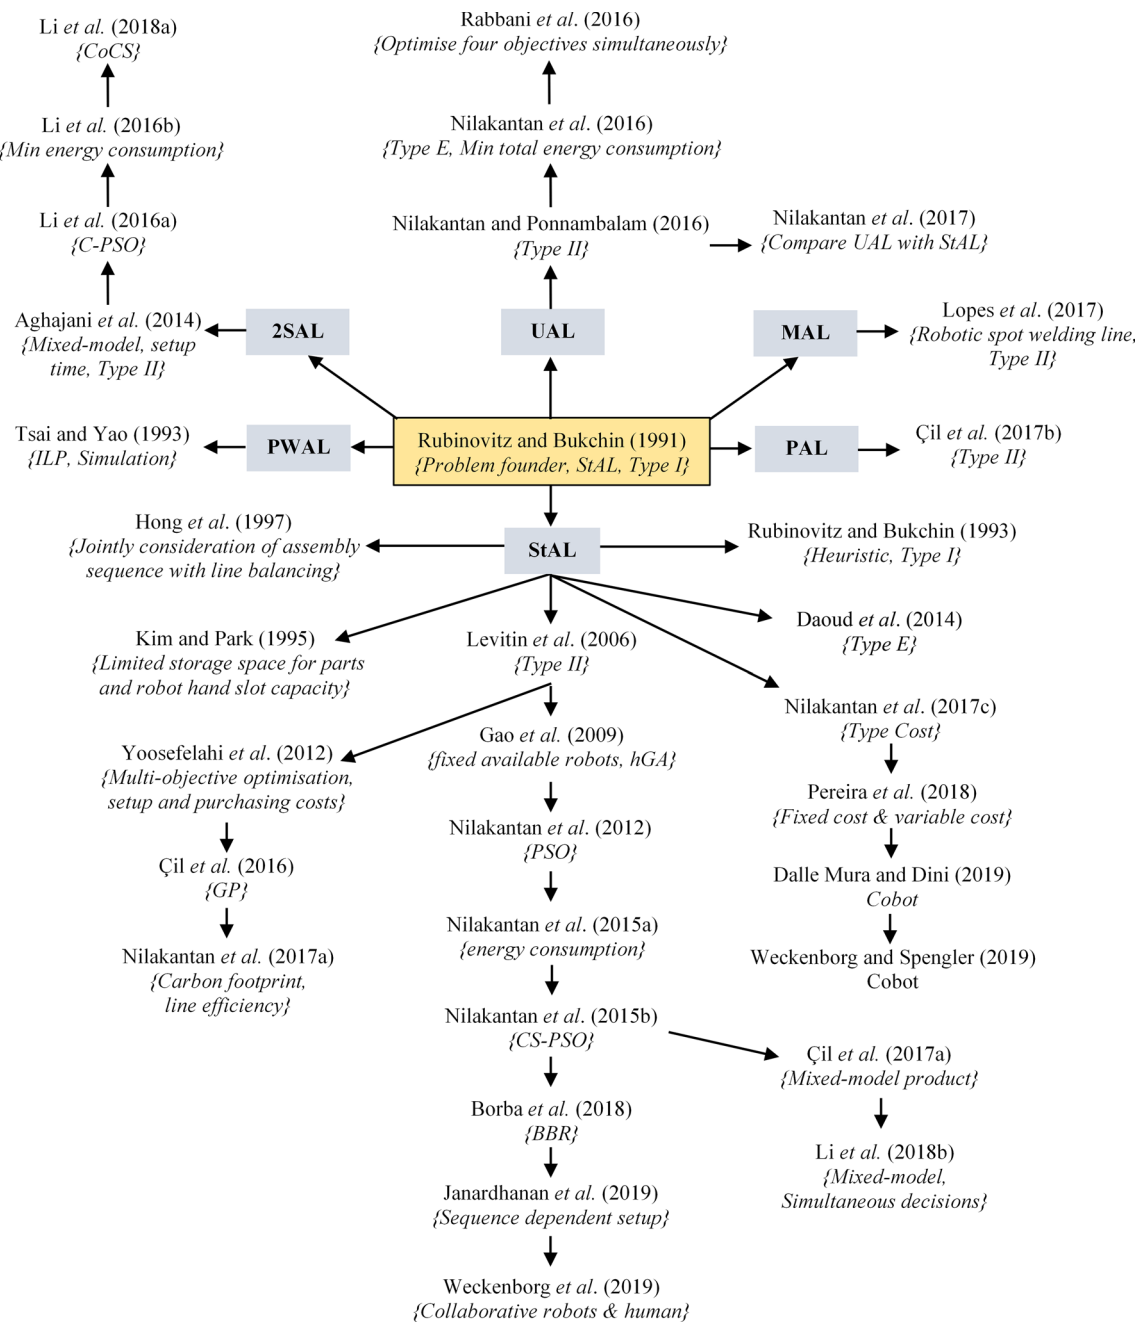 Li et al. (2018a)
{CoCS}
Rabbani et al. (2016)
{Optimise four objectives simultaneously}
Li et al. (2016b)
{Min energy consumption}
Nilakantan et al. (2016)
{Type E, Min total energy consumption}
Li et al. (2016a)
{C-PSO}
Nilakantan and Ponnambalam (2016)
{Type II}
Nilakantan et al. (2017)
{Compare UAL with StAL}
Aghajani et al. (2014)
{Mixed-model, setup
time, Type II}
2SAL
UAL
MAL
Lopes et al. (2017)
{Robotic spot welding line,
Type II}
Tsai and Yao (1993)
{ILP, Simulation}
PWAL
Rubinovitz and Bukchin (1991)
{Problem founder, StAL, Type I}
PAL
Çil et al. (2017b)
{Type II}
Hong et al. (1997)
{Jointly consideration of assembly
sequence with line balancing}
StAL
Rubinovitz and Bukchin (1993)
{Heuristic, Type I}
Kim and Park (1995)
{Limited storage space for parts
and robot hand slot capacity}
Levitin et al. (2006)
{Type II}
Daoud et al. (2014)
{Type E}
Nilakantan et al. (2017c)
{Type Cost}
Yoosefelahi et al. (2012)
{Multi-objective optimisation,
setup and purchasing costs}
Gao et al. (2009)
{fixed available robots, hGA}
Pereira et al. (2018)
{Fixed cost & variable cost}
Çil et al. (2016)
{GP}
Nilakantan et al. (2012)
{PSO}
Dalle Mura and Dini (2019)
Cobot
Nilakantan et al. (2017a)
{Carbon footprint,
line efficiency}
Nilakantan et al. (2015a)
{energy consumption}
Weckenborg and Spengler (2019)
Cobot
Nilakantan et al. (2015b)
{CS-PSO}
Çil et al. (2017a)
{Mixed-model product}
Borba et al. (2018)
{BBR}
Li et al. (2018b)
{Mixed-model,
Simultaneous decisions}
Janardhanan et al. (2019)
{Sequence dependent setup}
Weckenborg et al. (2019)
{Collaborative robots & human}